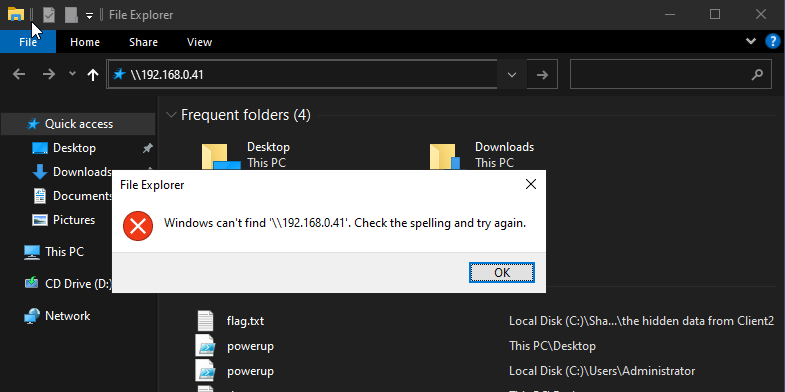 File Explorer
File Home Share View
\\192.168.0.41
Quick access
Desktop
Downloads
Documents
Pictures
This PC
CD Drive (D:)
Network
Frequent folders (4)
Desktop
This PC
Downloads
This PC
File Explorer
Windows can't find '\\192.168.0.41'. Check the spelling and try again.
OK
flag.txt Local Disk (C:)\Sha...\the hidden data from Client2
powerup This PC\Desktop
powerup Local Disk (C:)\Users\Administrator